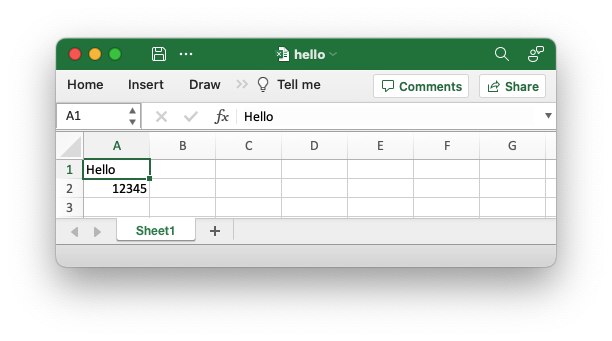 hello
Home Insert Draw Tell me Comments Share
A1 fx Hello
A B C D E F G
1 Hello
2 12345
3
Sheet1